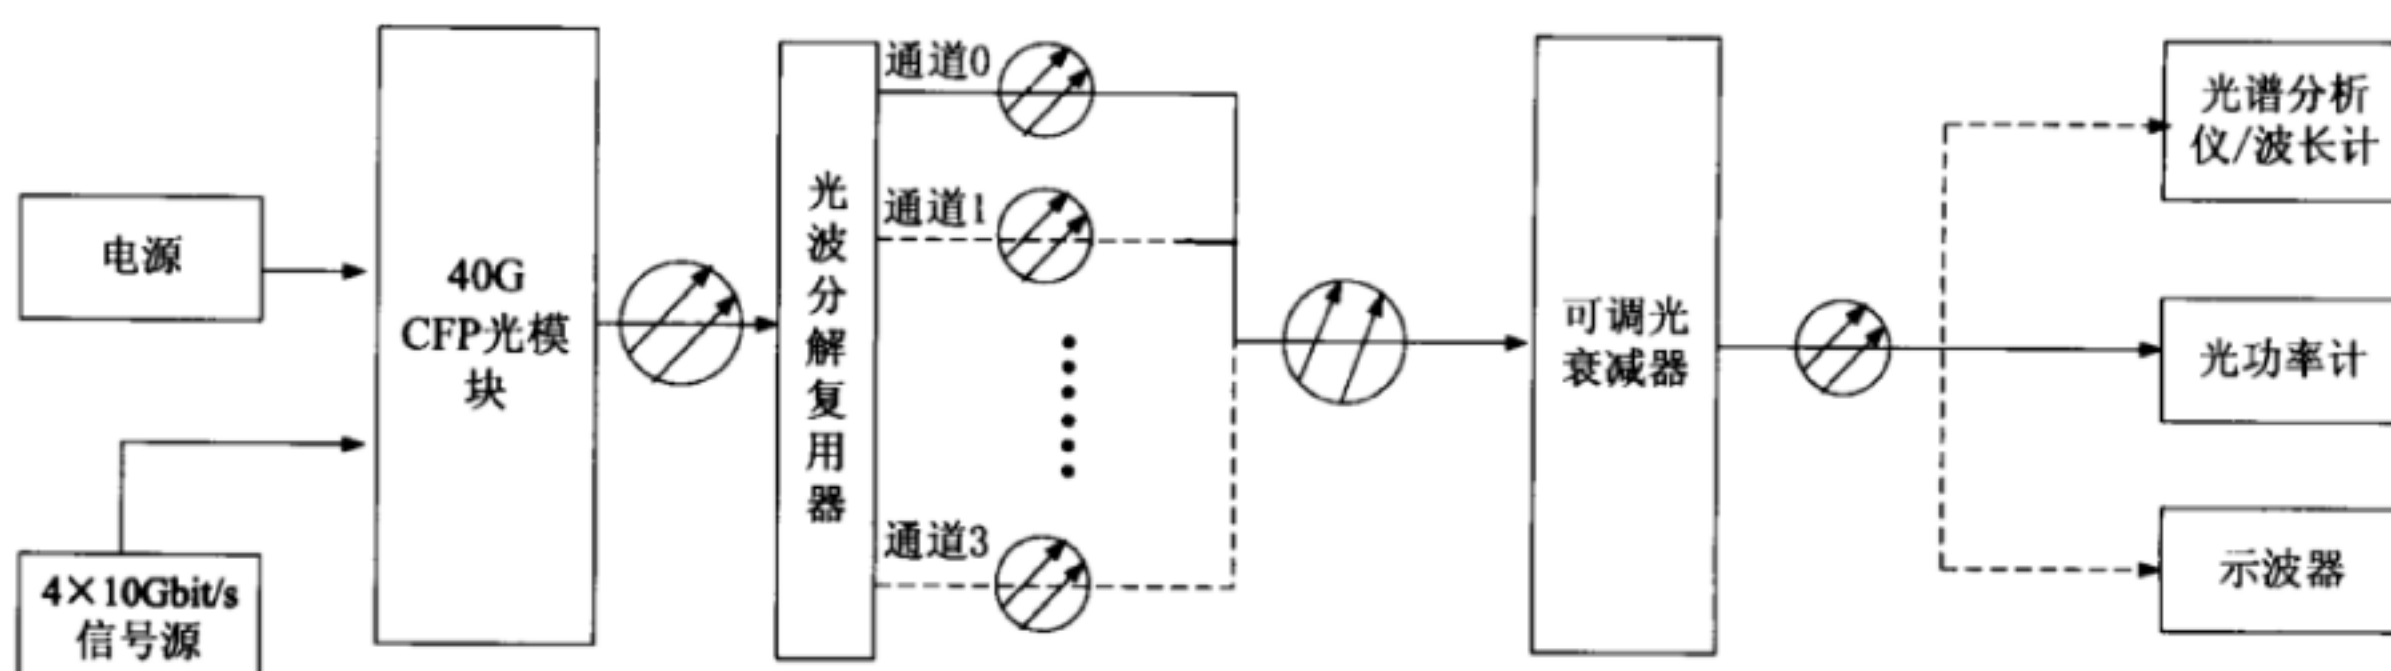 电源
4×10Gbit/s
信号源
40G
CFP光模
块
光
波
分
解
复
用
器
通道0
通道1
通道3
可调光
衰减器
光谱分析
仪/波长计
光功率计
示波器